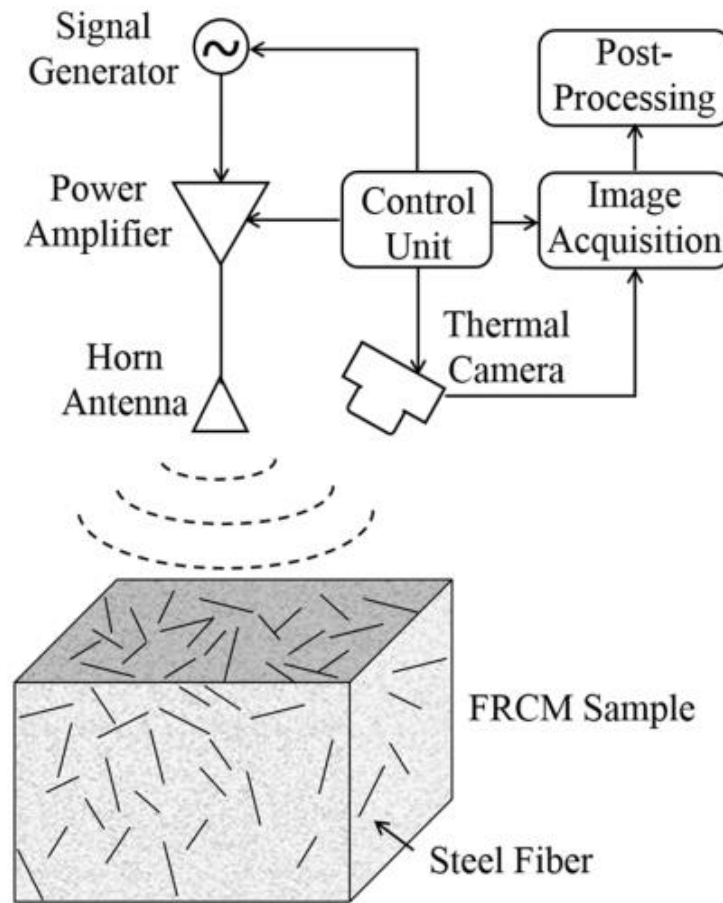 Signal
Generator
Post-
Processing
Power
Amplifier
Control
Unit
Image
Acquisition
Thermal
Camera
Horn
Antenna
FRCM Sample
Steel Fiber